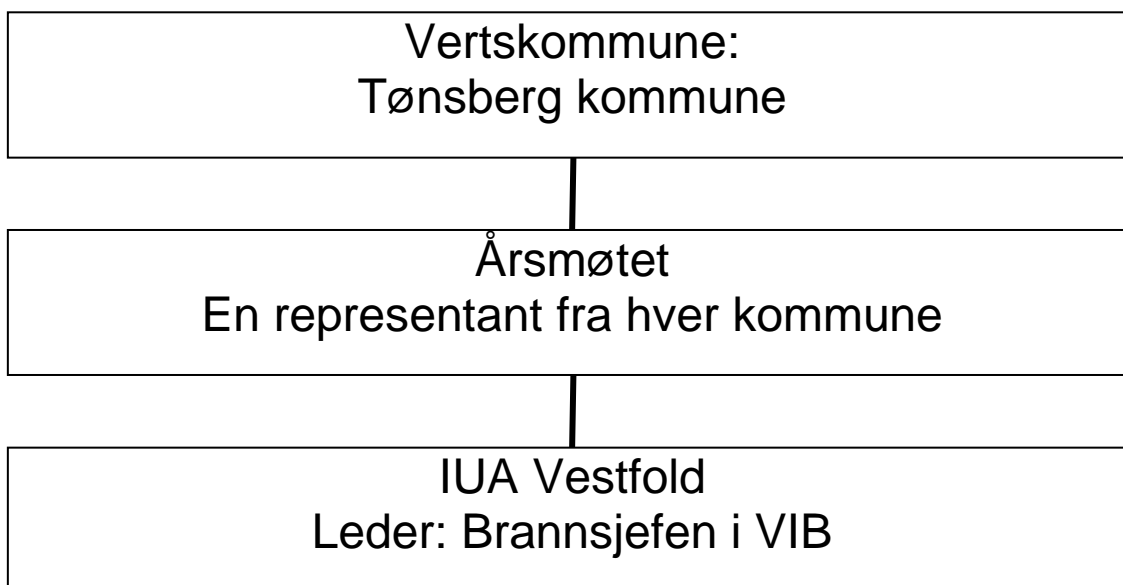 Vertskommune:
Tønsberg kommune
Årsmøtet
En representant fra hver kommune
IUA Vestfold
Leder: Brannsjefen i VIB